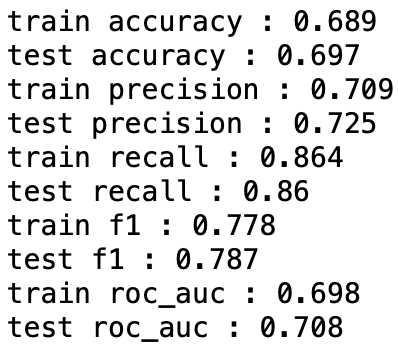 train accuracy : 0.689
test accuracy : 0.697
train precision : 0.709
test precision : 0.725
train recall : 0.864
test recall : 0.86
train f1 : 0.778
test f1 : 0.787
train roc_auc : 0.698
test roc_auc : 0.708